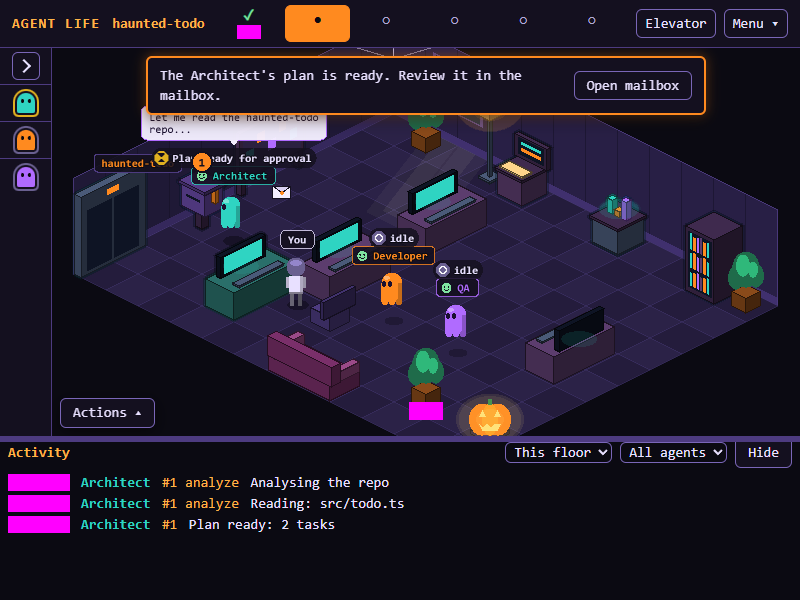 AGENT LIFE haunted-todo ✓ Elevator Menu ▾
The Architect's plan is ready. Review it in the
mailbox.
Open mailbox
Let me read the haunted-todo
repo...
1
ready for approval
Architect
You
idle
Developer
idle
QA
Actions ▴
Activity This floor All agents Hide
Architect #1 analyze Analysing the repo
Architect #1 analyze Reading: src/todo.ts
Architect #1 Plan ready: 2 tasks